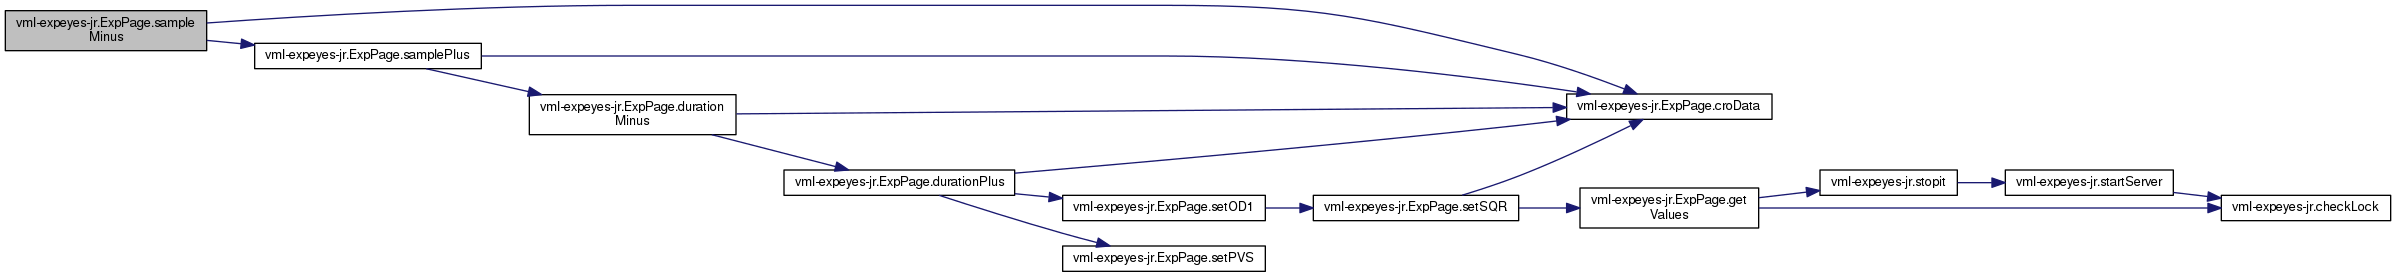 vml-expeyes-jr.ExpPage.sample
Minus
vml-expeyes-jr.ExpPage.samplePlus
vml-expeyes-jr.ExpPage.duration
Minus
vml-expeyes-jr.ExpPage.croData
vml-expeyes-jr.ExpPage.durationPlus
vml-expeyes-jr.ExpPage.setOD1
vml-expeyes-jr.ExpPage.setSQR
vml-expeyes-jr.ExpPage.get
Values
vml-expeyes-jr.stopit
vml-expeyes-jr.startServer
vml-expeyes-jr.checkLock
vml-expeyes-jr.ExpPage.setPVS